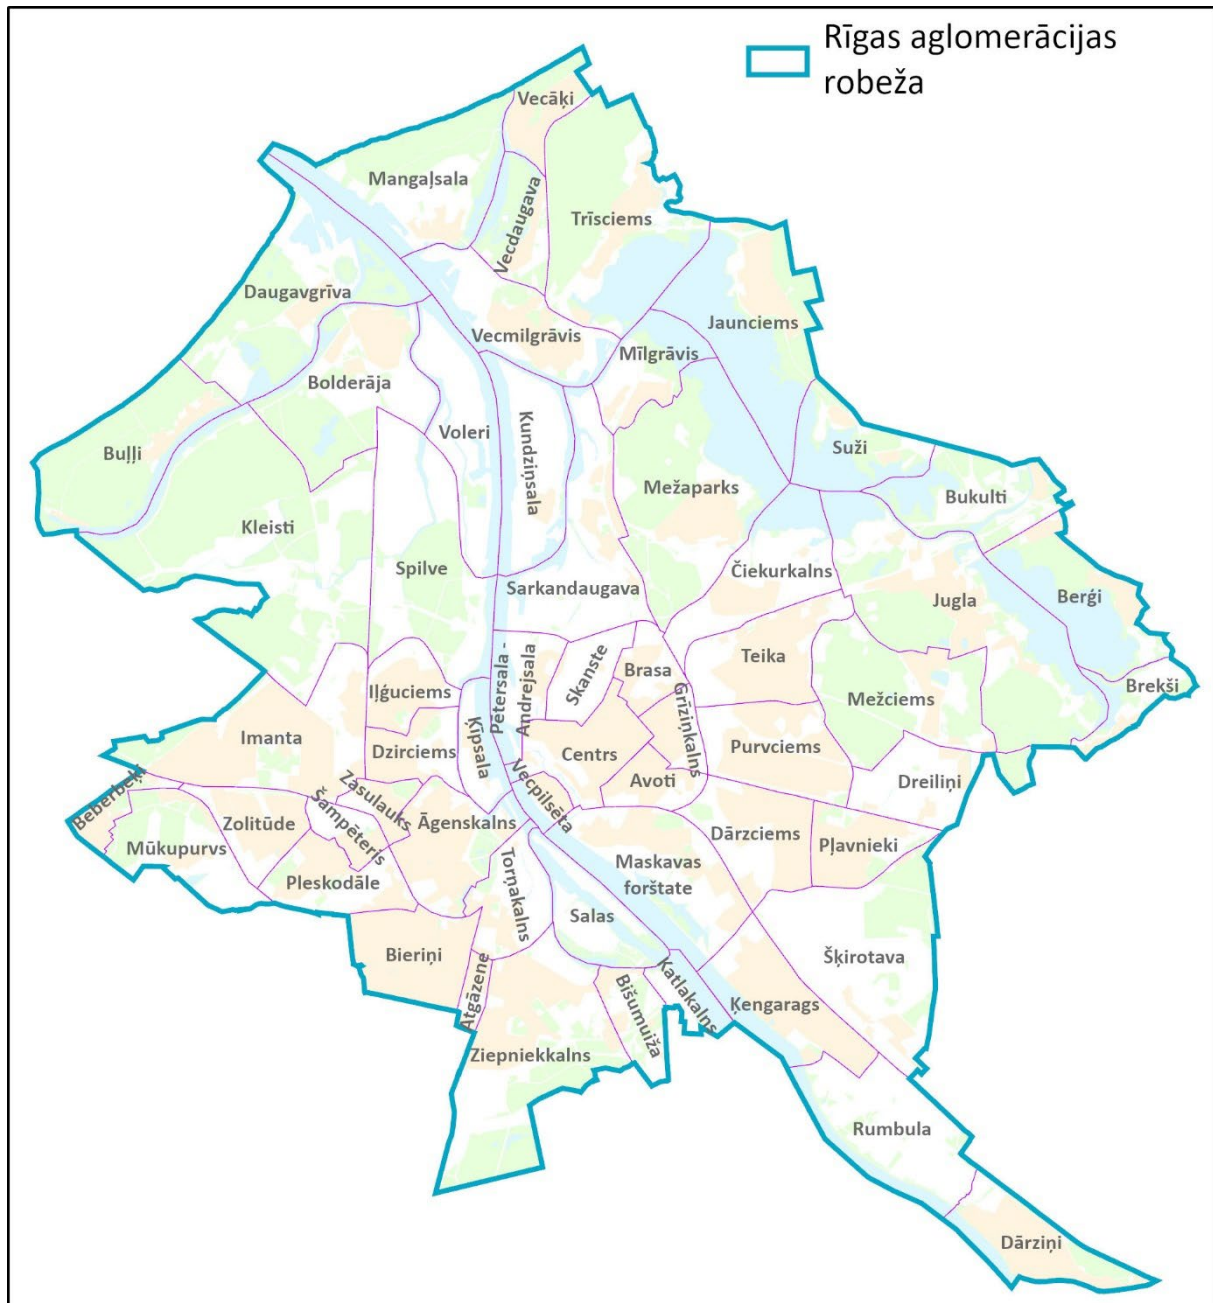 Rīgas aglomerācijas
robeža
Vecāķi
Mangaļsala
Vecdaugava
Trīsciems
Daugavgrīva
Jaunciems
Vecmilgrāvis
Mīlgrāvis
Bolderāja
Voleri
Kundziņsala
Suži
Buļļi
Mežaparks
Bukulti
Kleisti
Spilve
Čiekurkalns
Sarkandaugava
Jugla
Berģi
Pētersala -
Andrejsala
Skanste
Brasa
Grīziņkalns
Teika
Mežciems
Brekši
Iļģuciems
Imanta
Dzirciems
Ķīpsala
Centrs
Purvciems
Avoti
Dreiliņi
Beberbeķi
Zasulauks
Vecpilsēta
Zolitūde
Šampēteris
Āgenskalns
Dārzciems
Pļavnieki
Mūkupurvs
Pleskodāle
Torņakalns
Maskavas
forštate
Salas
Bieriņi
Atgāzene
Bišumuiža
Katlakalns
Šķirotava
Ķengarags
Ziepniekkalns
Rumbula
Dārziņi